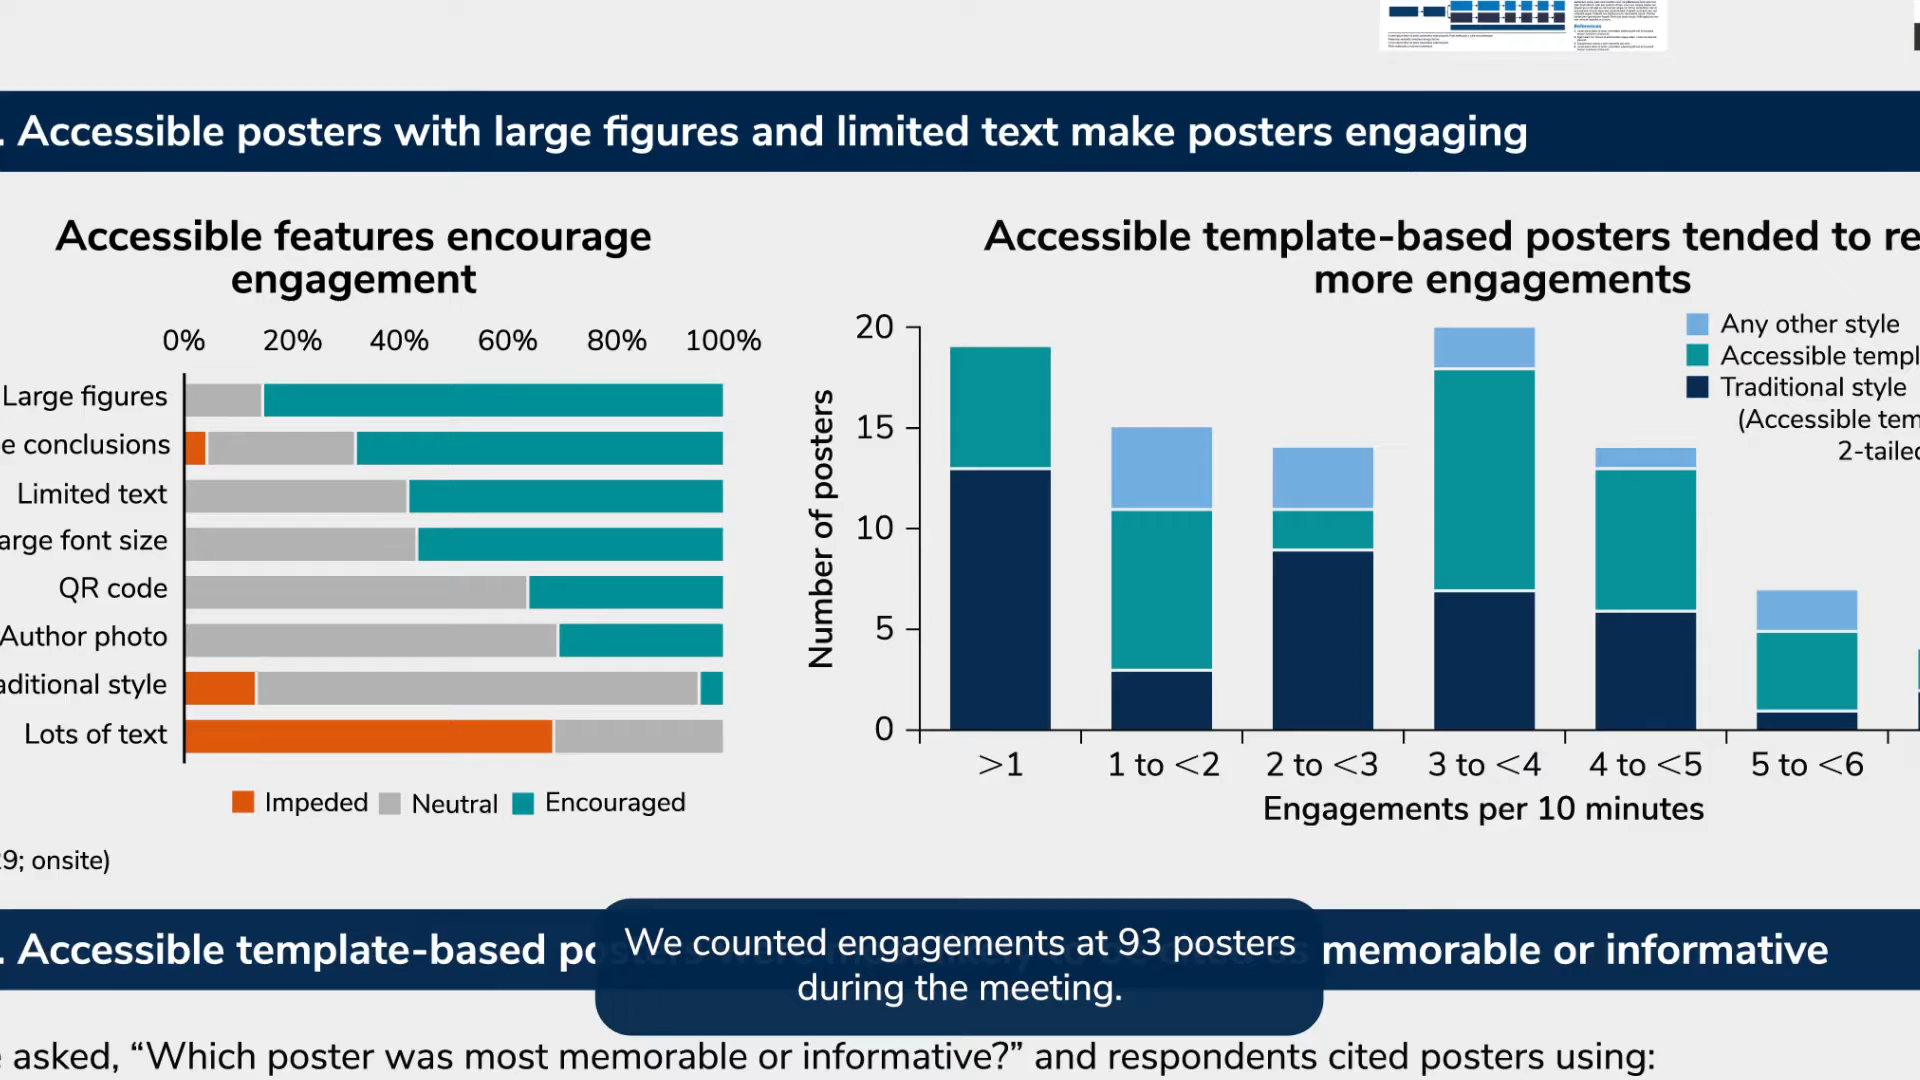 . Accessible posters with large figures and limited text make posters engaging
Accessible features encourage
engagement
0% 20% 40% 60% 80% 100%
Large figures
e conclusions
Limited text
arge font size
QR code
Author photo
aditional style
Lots of text
Impeded Neutral Encouraged
9; onsite)
Accessible template-based posters tended to re
more engagements
Any other style
Accessible templ
Traditional style
(Accessible tem
2-tailed
Number of posters
20
15
10
5
0
>1 1 to <2 2 to <3 3 to <4 4 to <5 5 to <6
Engagements per 10 minutes
. Accessible template-based po memorable or informative
We counted engagements at 93 posters
during the meeting.
e asked, “Which poster was most memorable or informative?” and respondents cited posters using: